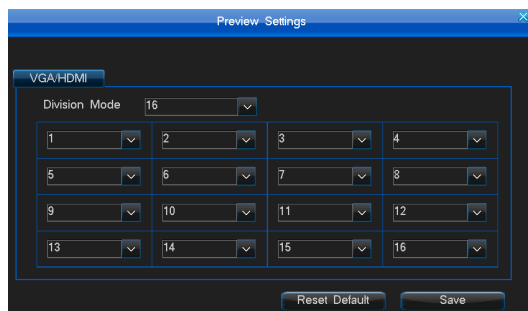 Preview Settings
VGA/HDMI
Division Mode 16
1 2 3 4
5 6 7 8
9 10 11 12
13 14 15 16
Reset Default Save